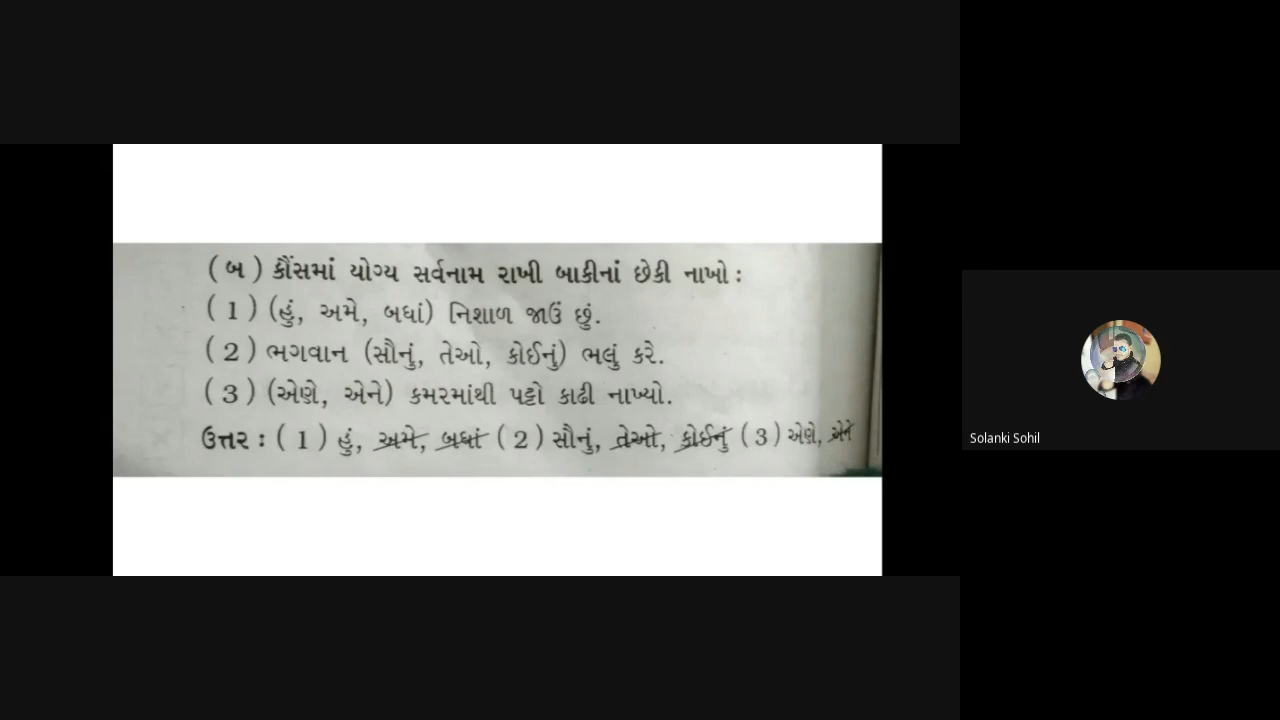 ( બ ) કૌંસમાં યોગ્ય સર્વનામ રાખી બાકીનાં છેકી નાખો :
( 1 ) (હું, અમે, બધાં) નિશાળ જાઉં છું.
( 2 ) ભગવાન (સૌનું, તેઓ, કોઈનું) ભલું કરે.
( 3 ) (એણે, એને) કમરમાંથી પટ્ટો કાઢી નાખ્યો.
ઉત્તર : ( 1 ) હું, અમે, બધાં ( 2 ) સૌનું, તેઓ, કોઈનું ( 3 ) એણે, એને
Solanki Sohil